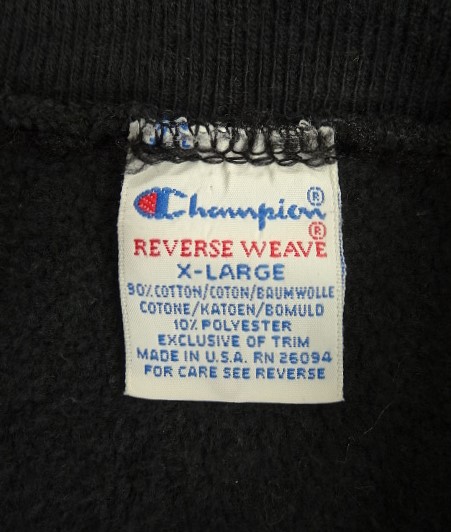 Champion®
®
REVERSE WEAVE
X-LARGE
90% COTTON/COTON/BAUMWOLLE
COTONE/KATOEN/BOMULD
10% POLYESTER
EXCLUSIVE OF TRIM
MADE IN U.S.A. RN 26094
FOR CARE SEE REVERSE